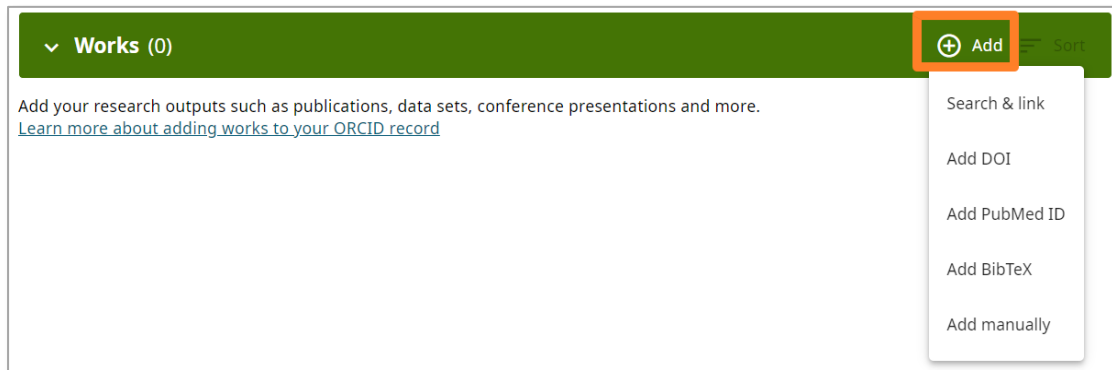 Works (0)
Add
Sort
Add your research outputs such as publications, data sets, conference presentations and more.
Learn more about adding works to your ORCID record
Search & link
Add DOI
Add PubMed ID
Add BibTeX
Add manually